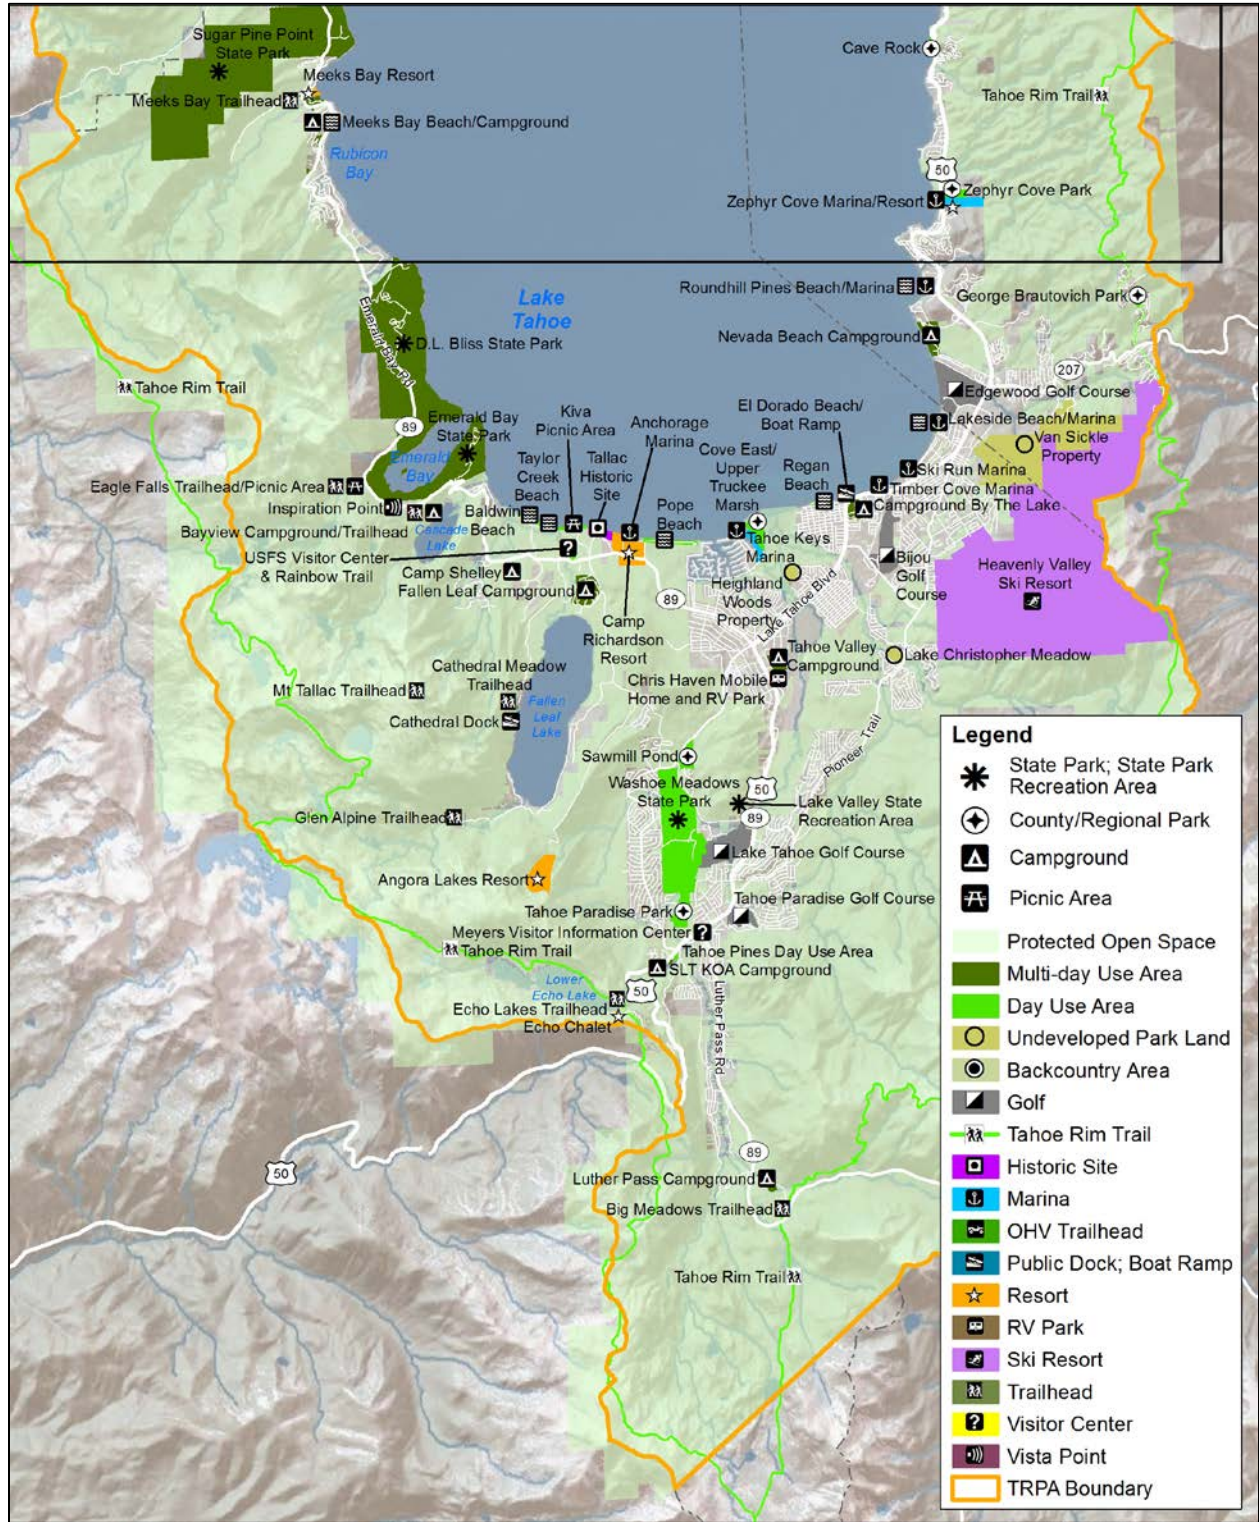 Sugar Pine Point
State Park
Meeks Bay Resort
Meeks Bay Trailhead
Meeks Bay Beach/Campground
Rubicon
Bay
Cave Rock
Tahoe Rim Trail
50
Zephyr Cove Park
Zephyr Cove Marina/Resort
Roundhill Pines Beach/Marina
George Brautovich Park
Lake
Tahoe
Emerald Bay Rd
D.L. Bliss State Park
Nevada Beach Campground
207
Tahoe Rim Trail
Edgewood Golf Course
89
Emerald Bay
State Park
Emerald
Bay
Kiva
Picnic Area
Anchorage
Marina
El Dorado Beach/
Boat Ramp
Lakeside Beach/Marina
Van Sickle
Property
Taylor
Creek
Beach
Tallac
Historic
Site
Cove East/
Upper
Truckee
Marsh
Regan
Beach
Ski Run Marina
Timber Cove Marina
Campground By The Lake
Eagle Falls Trailhead/Picnic Area
Inspiration Point
Bayview Campground/Trailhead
Cascade
Lake
Baldwin
Beach
Pope
Beach
Tahoe Keys
Marina
USFS Visitor Center
& Rainbow Trail
Camp Shelley
Fallen Leaf Campground
Camp
Richardson
Resort
89
Heighland
Woods
Property
Lake Tahoe Blvd
Bijou
Golf
Course
Heavenly Valley
Ski Resort
Cathedral Meadow
Trailhead
Mt Tallac Trailhead
Cathedral Dock
Fallen
Leaf
Lake
Tahoe Valley
Campground
Chris Haven Mobile
Home and RV Park
Lake Christopher Meadow
Pioneer Trail
Sawmill Pond
Washoe Meadows
State Park
50
89
Lake Valley State
Recreation Area
Glen Alpine Trailhead
Lake Tahoe Golf Course
Angora Lakes Resort
Tahoe Paradise Golf Course
Tahoe Paradise Park
Meyers Visitor Information Center
Tahoe Pines Day Use Area
Tahoe Rim Trail
SLT KOA Campground
Lower
Echo Lake
50
Echo Lakes Trailhead
Echo Chalet
Luther Pass Rd
89
50
Luther Pass Campground
Big Meadows Trailhead
Tahoe Rim Trail
Legend
State Park; State Park
Recreation Area
County/Regional Park
Campground
Picnic Area
Protected Open Space
Multi-day Use Area
Day Use Area
Undeveloped Park Land
Backcountry Area
Golf
Tahoe Rim Trail
Historic Site
Marina
OHV Trailhead
Public Dock; Boat Ramp
Resort
RV Park
Ski Resort
Trailhead
Visitor Center
Vista Point
TRPA Boundary